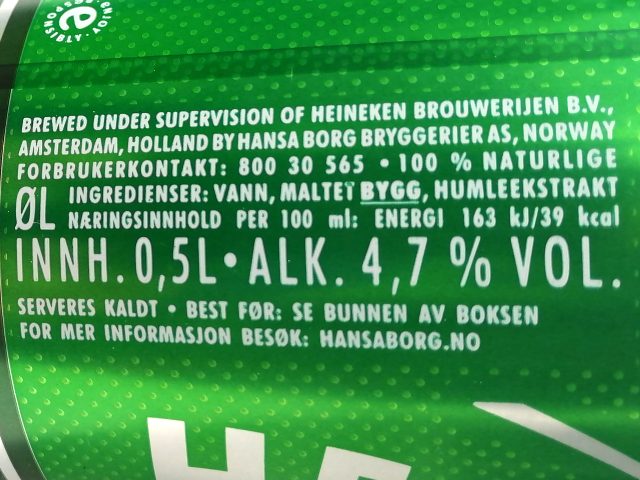 BREWED UNDER SUPERVISION OF HEINEKEN BROUWERIJEN B.V.,
AMSTERDAM, HOLLAND BY HANSA BORG BRYGGERIER AS, NORWAY
FORBRUKERKONTAKT: 800 30 565 • 100 % NATURLIGE
ØL INGREDIENSER: VANN, MALTET BYGG, HUMLEEKSTRAKT
NÆRINGSINNHOLD PER 100 ml: ENERGI 163 kJ/39 kcal
INNH. 0,5L • ALK. 4,7 % VOL.
SERVERES KALDT • BEST FØR: SE BUNNEN AV BOKSEN
FOR MER INFORMASJON BESØK: HANSABORG.NO